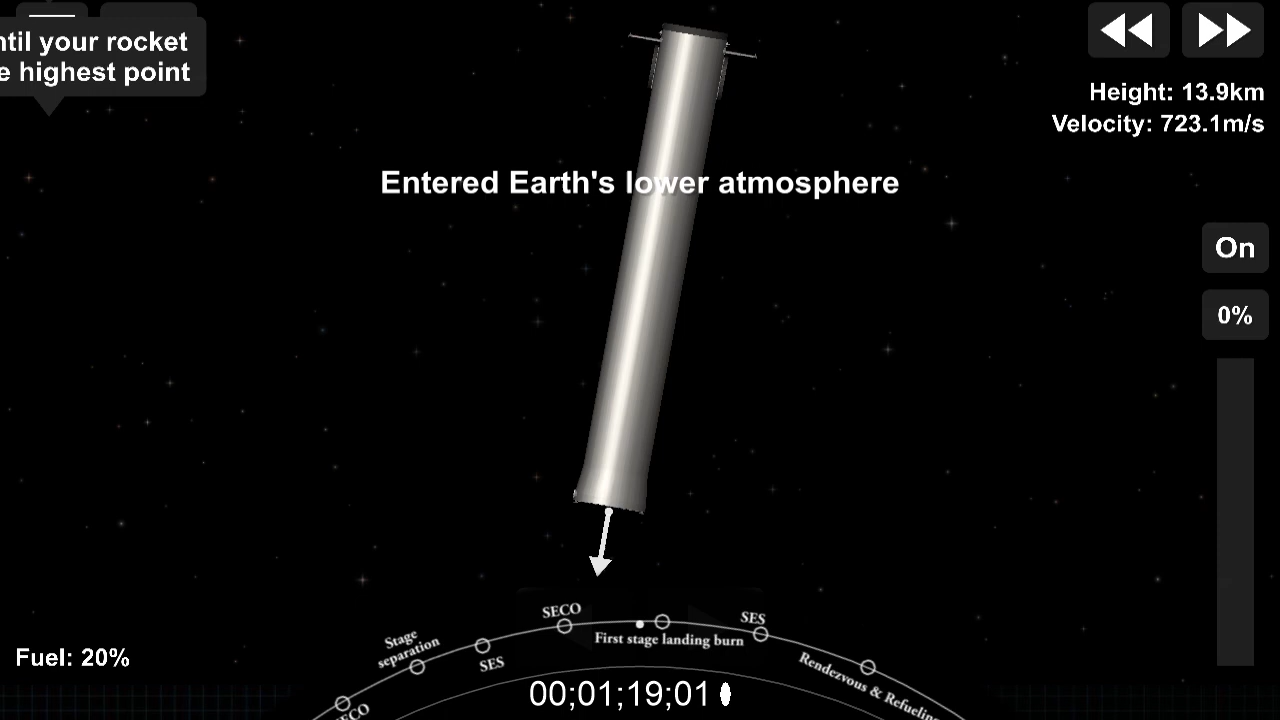 ntil your rocket
e highest point
Height: 13.9km
Velocity: 723.1m/s
Entered Earth's lower atmosphere
On
0%
SECO
SES
Stage
separation
First stage landing burn
SES
Rendezvous & Refueling
ECO
Fuel: 20%
00;01;19;01